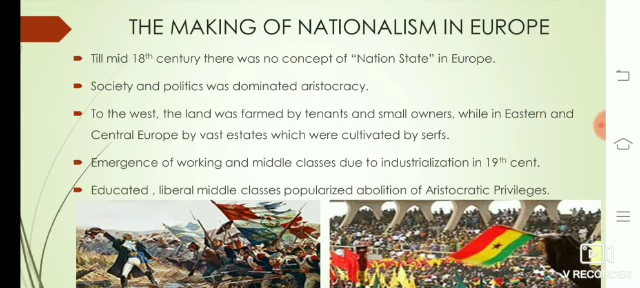 THE MAKING OF NATIONALISM IN EUROPE
Till mid 18th century there was no concept of “Nation State” in Europe.
Society and politics was dominated aristocracy.
To the west, the land was farmed by tenants and small owners, while in Eastern and
Central Europe by vast estates which were cultivated by serfs.
Emergence of working and middle classes due to industrialization in 19th cent.
Educated , liberal middle classes popularized abolition of Aristocratic Privileges.
V RECORDER